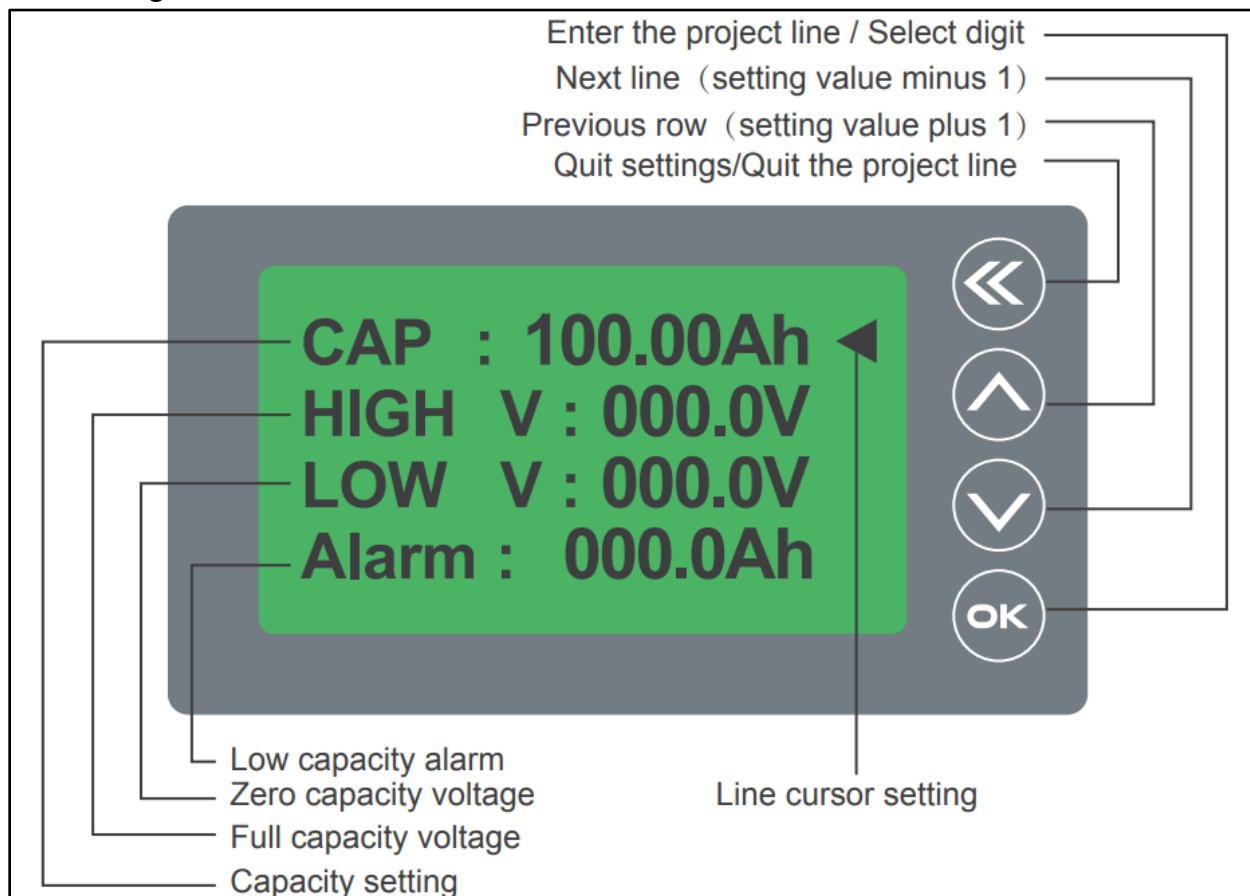 Enter the project line / Select digit
Next line（setting value minus 1）
Previous row（setting value plus 1）
Quit settings/Quit the project line
CAP : 100.00Ah
HIGH V : 000.0V
LOW V : 000.0V
Alarm : 000.0Ah
OK
Low capacity alarm
Zero capacity voltage
Line cursor setting
Full capacity voltage
Capacity setting